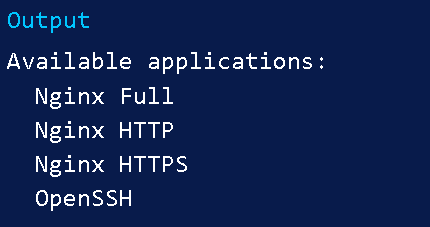 Output
Available applications:
Nginx Full
Nginx HTTP
Nginx HTTPS
OpenSSH